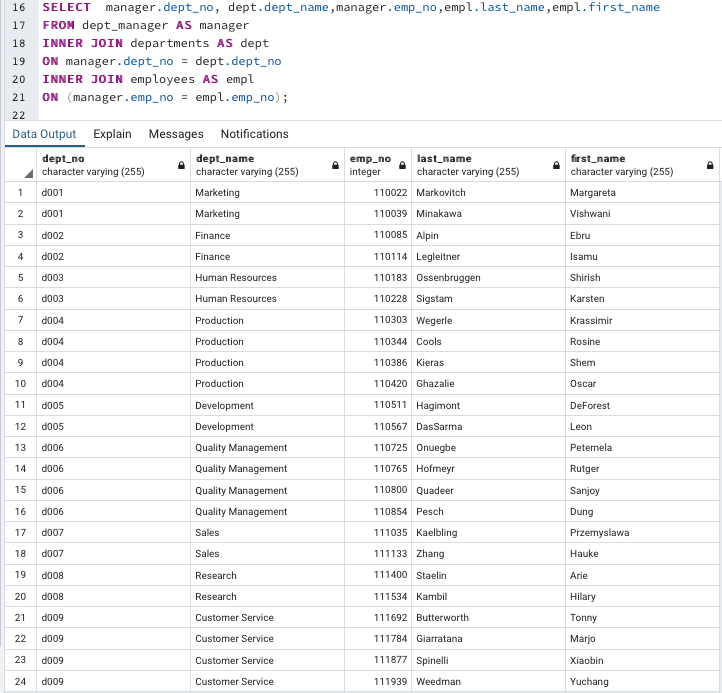 16 SELECT  manager.dept_no, dept.dept_name,manager.emp_no,empl.last_name,empl.first_name
17 FROM dept_manager AS manager
18 INNER JOIN departments AS dept
19 ON manager.dept_no = dept.dept_no
20 INNER JOIN employees AS empl
21 ON (manager.emp_no = empl.emp_no);
22
Data Output Explain Messages Notifications
dept_no dept_name emp_no last_name first_name
character varying (255) character varying (255) integer character varying (255) character varying (255)
1 d001 Marketing 110022 Markovitch Margareta
2 d001 Marketing 110039 Minakawa Vishwani
3 d002 Finance 110085 Alpin Ebru
4 d002 Finance 110114 Legleitner Isamu
5 d003 Human Resources 110183 Ossenbruggen Shirish
6 d003 Human Resources 110228 Sigstam Karsten
7 d004 Production 110303 Wegerle Krassimir
8 d004 Production 110344 Cools Rosine
9 d004 Production 110386 Kieras Shem
10 d004 Production 110420 Ghazalie Oscar
11 d005 Development 110511 Hagimont DeForest
12 d005 Development 110567 DasSarma Leon
13 d006 Quality Management 110725 Onuegbe Peternela
14 d006 Quality Management 110765 Hofmeyr Rutger
15 d006 Quality Management 110800 Quadeer Sanjoy
16 d006 Quality Management 110854 Pesch Dung
17 d007 Sales 111035 Kaelbling Przemyslawa
18 d007 Sales 111133 Zhang Hauke
19 d008 Research 111400 Staelin Arie
20 d008 Research 111534 Kambil Hilary
21 d009 Customer Service 111692 Butterworth Tonny
22 d009 Customer Service 111784 Giarratana Marjo
23 d009 Customer Service 111877 Spinelli Xiaobin
24 d009 Customer Service 111939 Weedman Yuchang